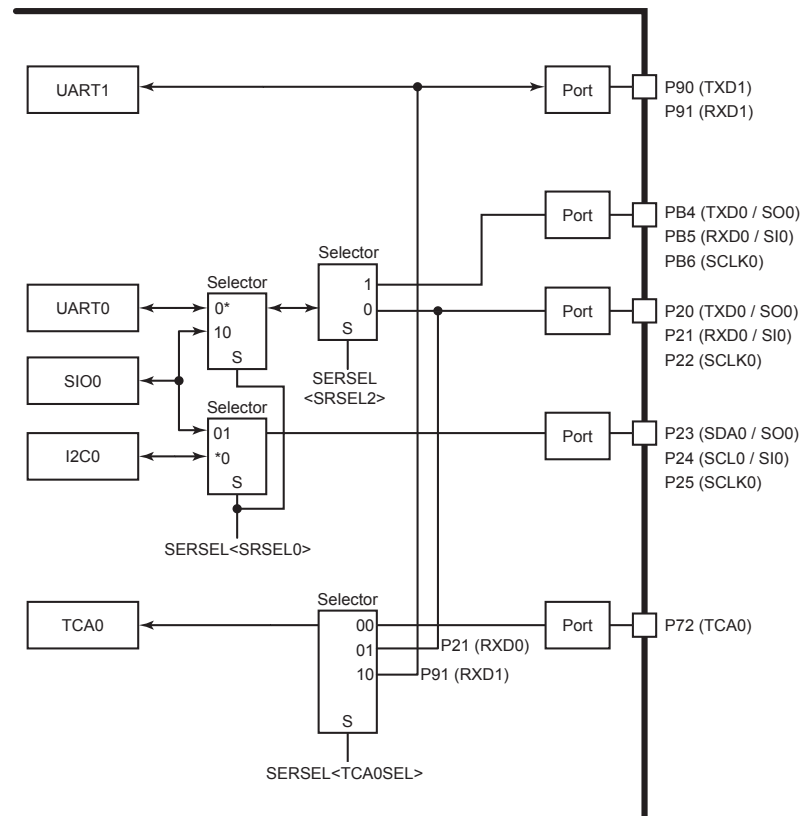 UART1
Port
P90 (TXD1)
P91 (RXD1)
Port
PB4 (TXD0 / SO0)
PB5 (RXD0 / SI0)
PB6 (SCLK0)
Selector
1
0
S
SERSEL
<SRSEL2>
Selector
0*
10
S
UART0
Port
P20 (TXD0 / SO0)
P21 (RXD0 / SI0)
P22 (SCLK0)
SIO0
Selector
01
*0
S
SERSEL<SRSEL0>
I2C0
Port
P23 (SDA0 / SO0)
P24 (SCL0 / SI0)
P25 (SCLK0)
TCA0
Selector
00
01
10
S
P21 (RXD0)
P91 (RXD1)
SERSEL<TCA0SEL>
Port
P72 (TCA0)